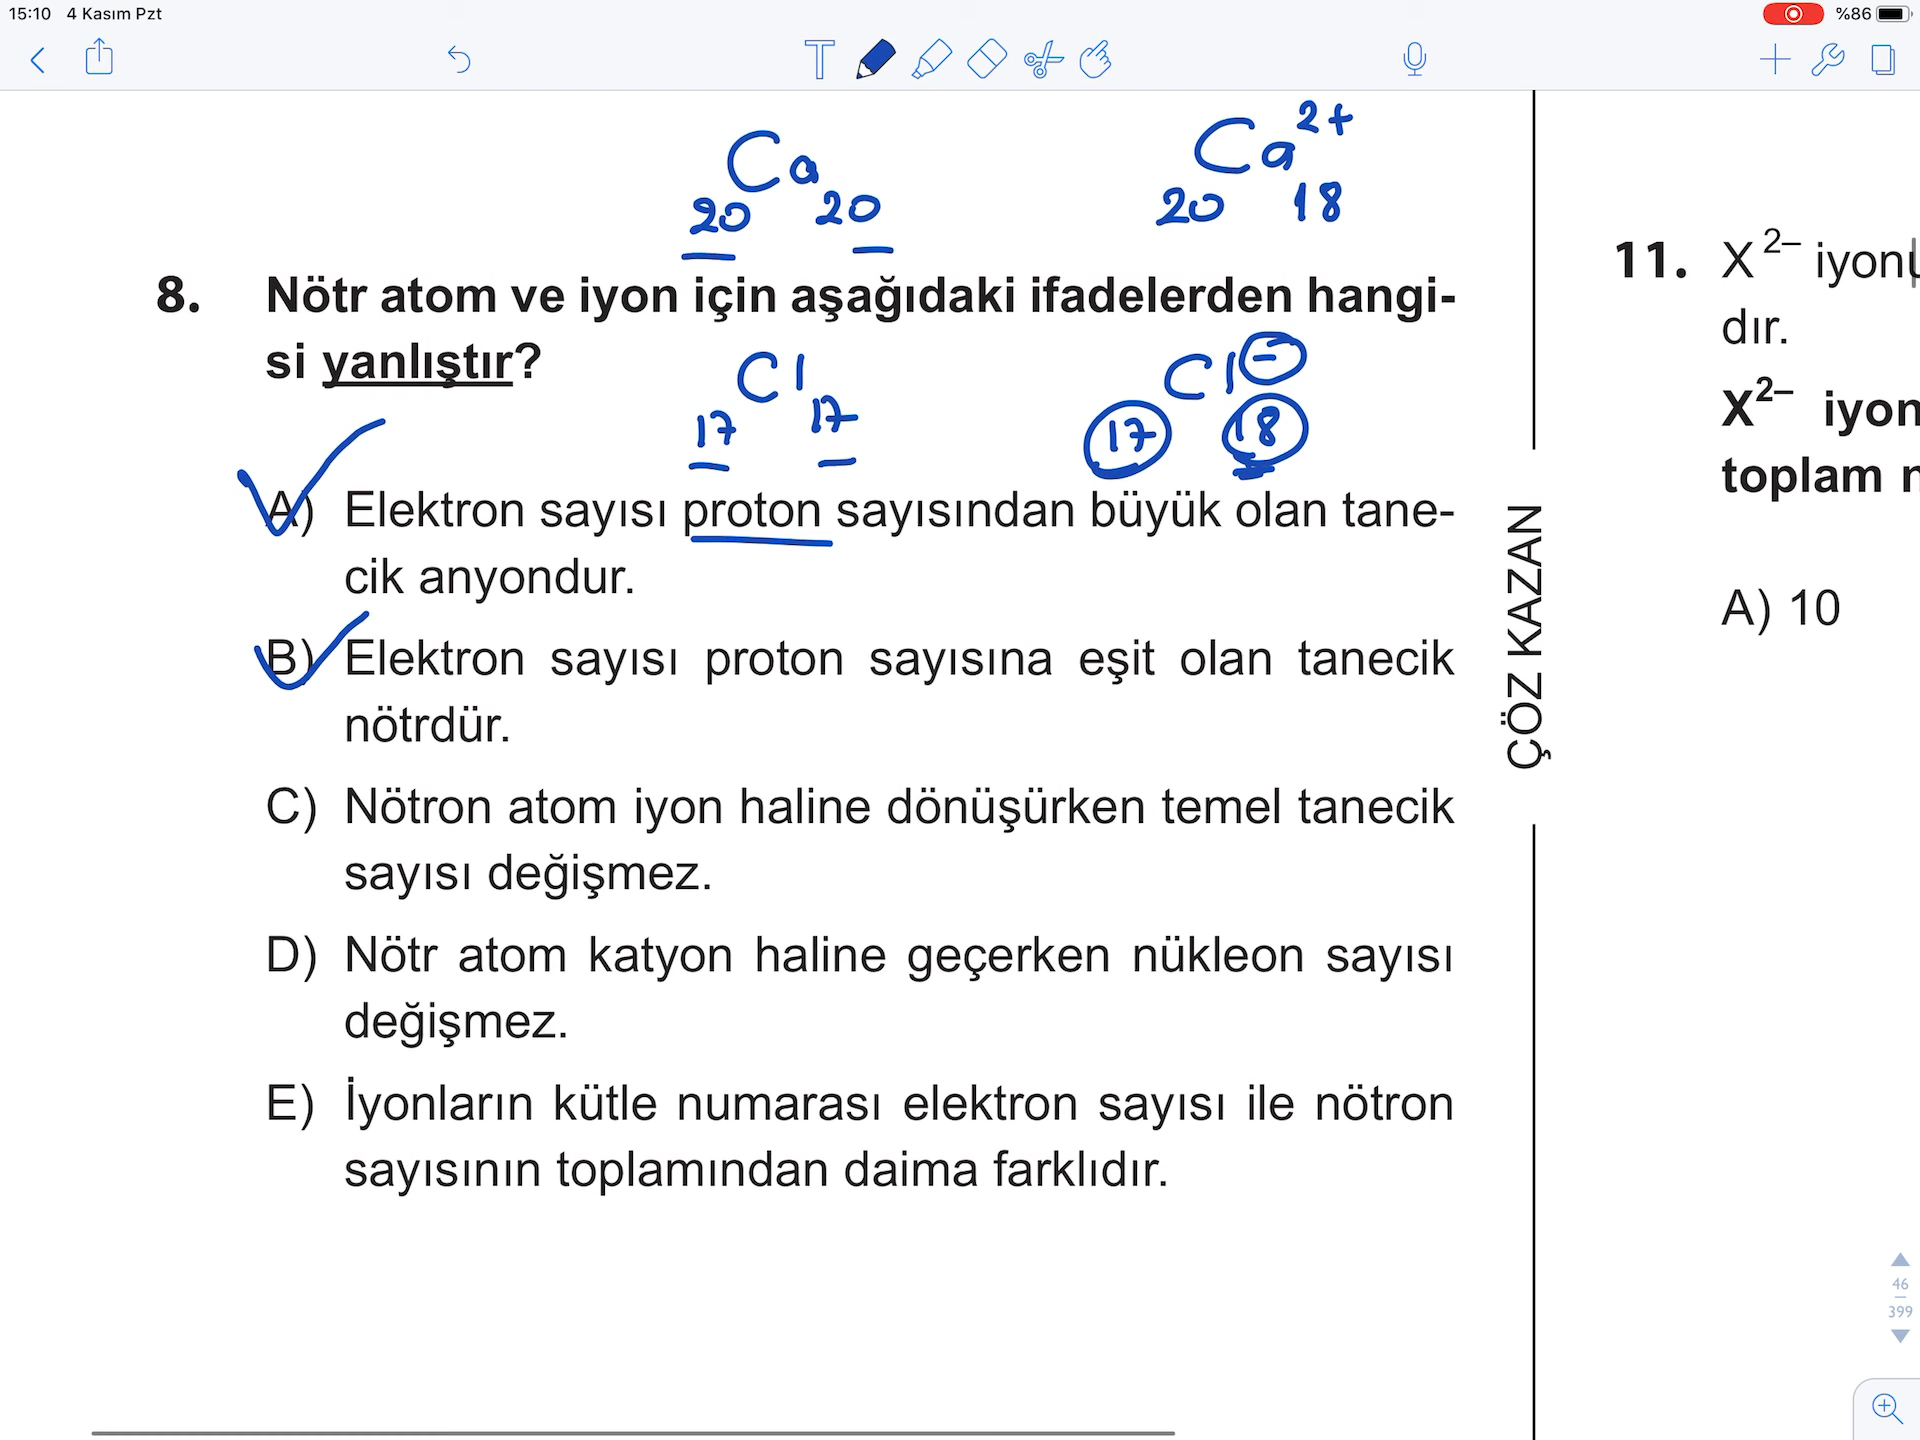 15:10 4 Kasım Pzt
%86
Ca
20 20
Ca 2+
20 18
8. Nötr atom ve iyon için aşağıdaki ifadelerden hangi-
si yanlıştır?
Cl
17 17
Cl −
17 18
A) Elektron sayısı proton sayısından büyük olan tane-
cik anyondur.
B) Elektron sayısı proton sayısına eşit olan tanecik
nötrdür.
C) Nötron atom iyon haline dönüşürken temel tanecik
sayısı değişmez.
D) Nötr atom katyon haline geçerken nükleon sayısı
değişmez.
E) İyonların kütle numarası elektron sayısı ile nötron
sayısının toplamından daima farklıdır.
ÇÖZ KAZAN
11. X 2–
dır.
X2–
toplam
A) 10
46
399